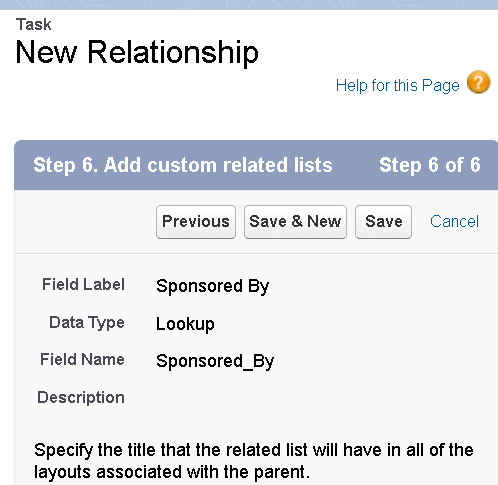 Task
New Relationship
Help for this Page ?
Step 6. Add custom related lists Step 6 of 6
Previous Save & New Save Cancel
Field Label Sponsored By
Data Type Lookup
Field Name Sponsored_By
Description
Specify the title that the related list will have in all of the
layouts associated with the parent.